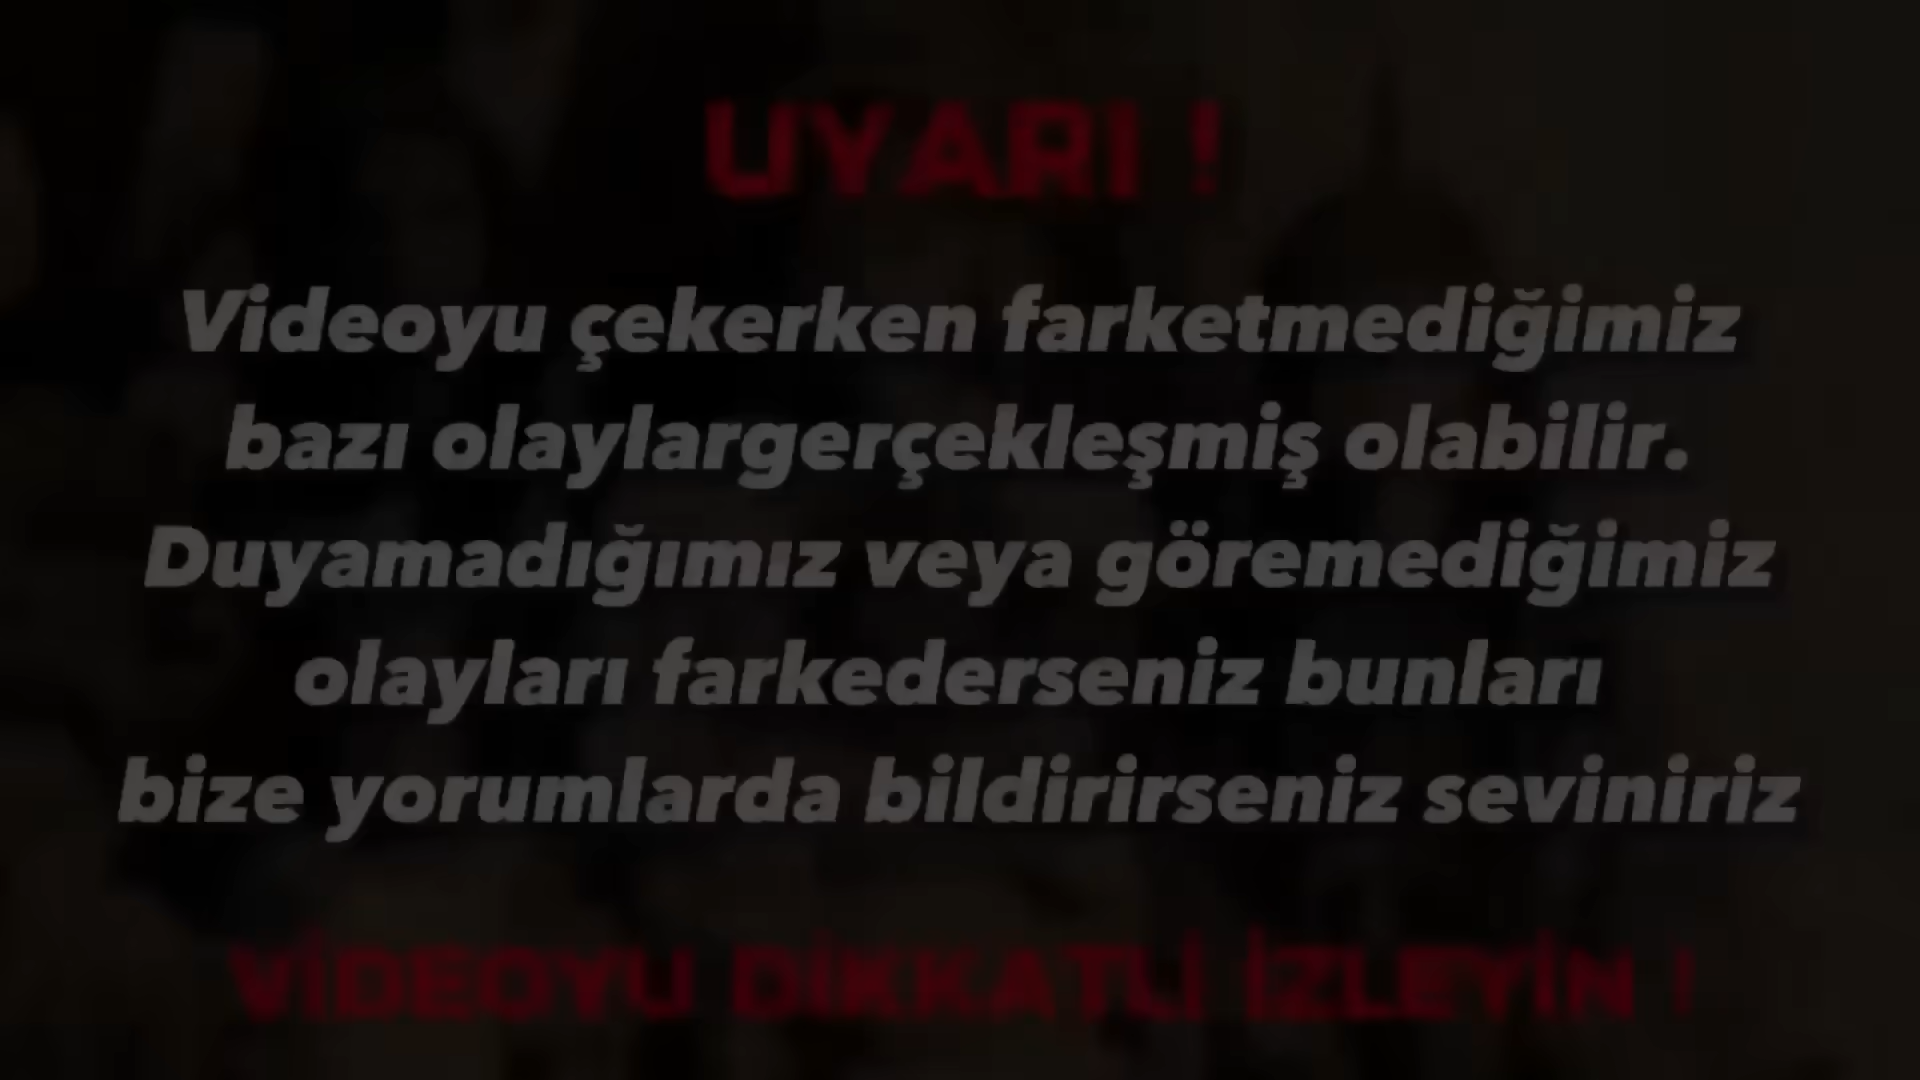 UYARI !
Videoyu çekerken farketmediğimiz
bazı olaylargerçekleşmiş olabilir.
Duyamadığımız veya göremediğimiz
olayları farkederseniz bunları
bize yorumlarda bildirirseniz seviniriz
VİDEOYU DİKKATLİ İZLEYİN !